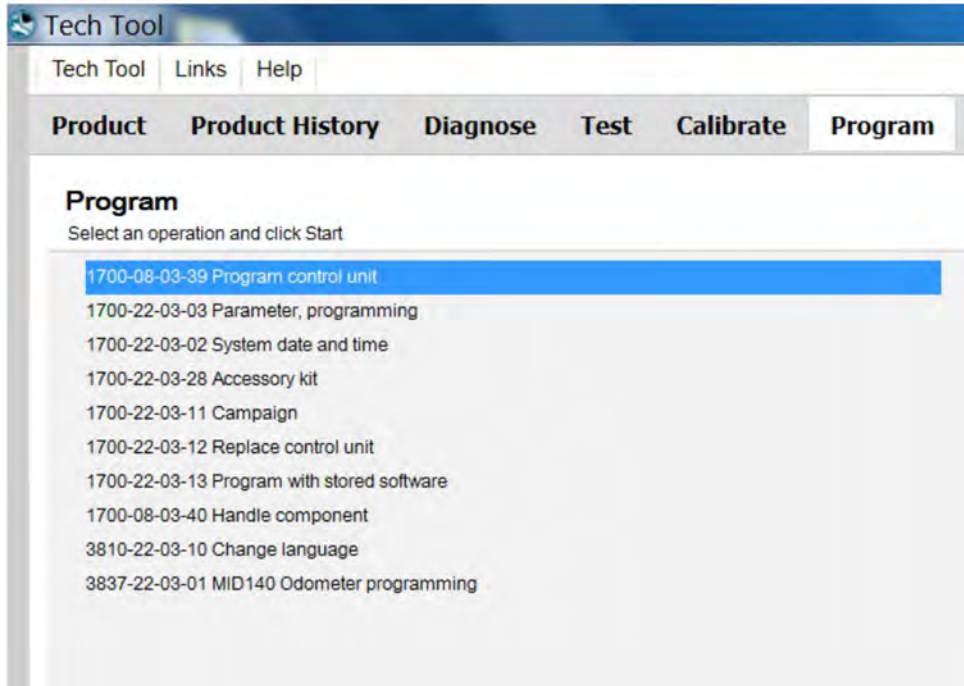 Tech Tool
Tech Tool Links Help
Product Product History Diagnose Test Calibrate Program
Program
Select an operation and click Start
1700-08-03-39 Program control unit
1700-22-03-03 Parameter, programming
1700-22-03-02 System date and time
1700-22-03-28 Accessory kit
1700-22-03-11 Campaign
1700-22-03-12 Replace control unit
1700-22-03-13 Program with stored software
1700-08-03-40 Handle component
3810-22-03-10 Change language
3837-22-03-01 MID140 Odometer programming